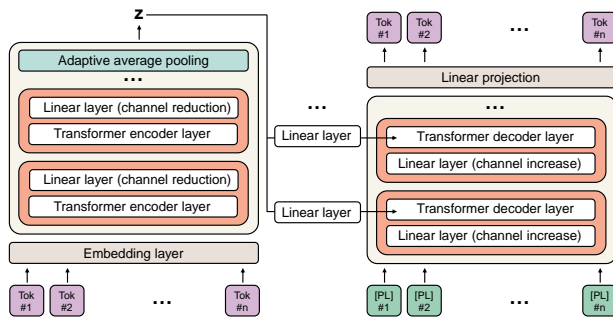 z
Adaptive average pooling
...
Linear layer (channel reduction)
Transformer encoder layer
Linear layer (channel reduction)
Transformer encoder layer
Embedding layer
Tok #1
Tok #2
...
Tok #n
...
Linear layer
Linear layer
Tok #1
Tok #2
...
Tok #n
Linear projection
...
Transformer decoder layer
Linear layer (channel increase)
Transformer decoder layer
Linear layer (channel increase)
[PL] #1
[PL] #2
...
[PL] #n